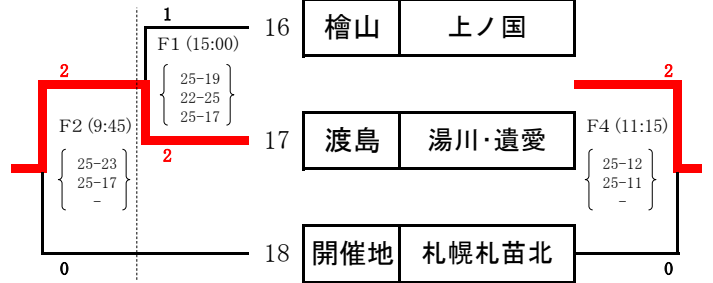 1
16 檜山 上ノ国
F1 (15:00)
2
25-19
22-25
25-17
2
F2 (9:45)
25-23
25-17
-
2
17 渡島 湯川・遺愛
F4 (11:15)
25-12
25-11
-
0
18 開催地 札幌札苗北
0